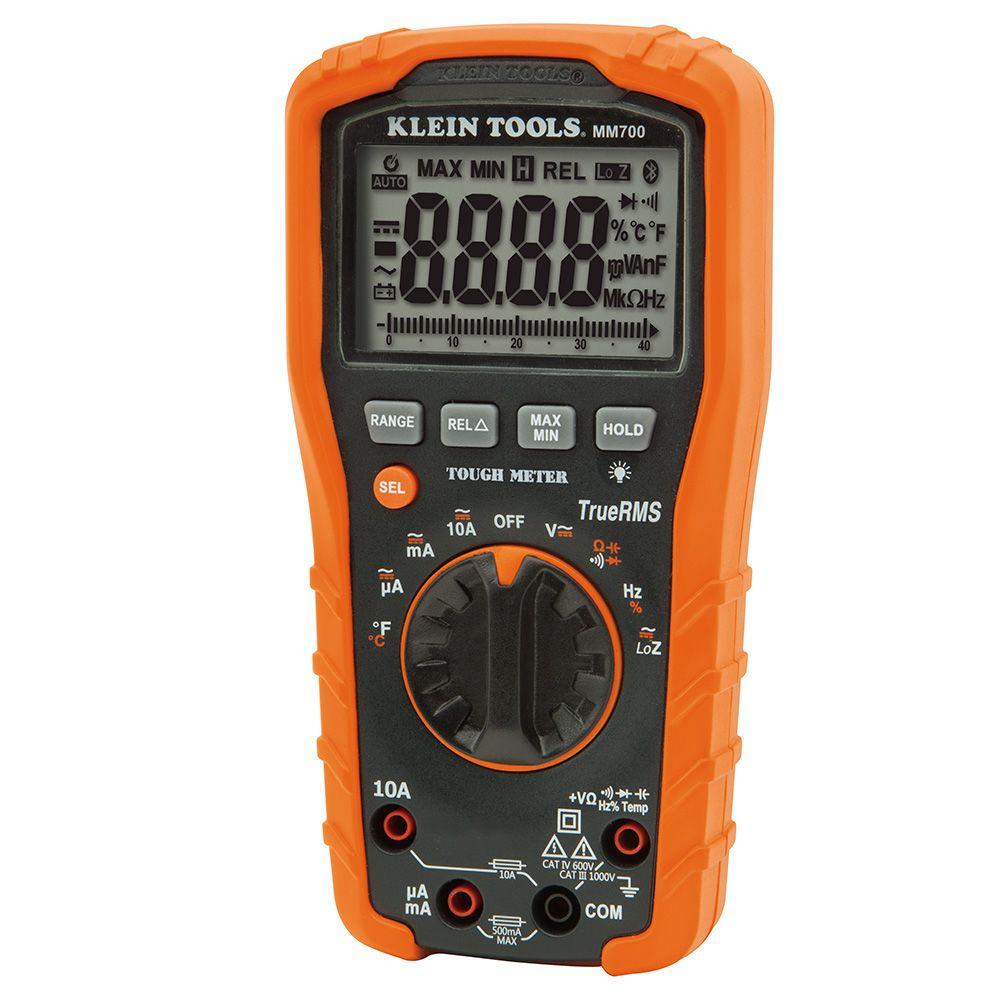 KLEIN TOOLS®
KLEIN TOOLS® MM700
AUTO MAX MIN H REL Lo Z
8.8.8.8
% °C °F
mµVAnF
MkΩHz
0 10 20 30 40
RANGE REL△ MAX MIN HOLD
SEL
TOUGH METER
TrueRMS
10A OFF V
mA
Ω
µA
Hz
%
°F
°C
LoZ
10A
+VΩ
Hz% Temp
CAT IV 600V
CAT III 1000V
10A
µA
mA
COM
500mA
MAX